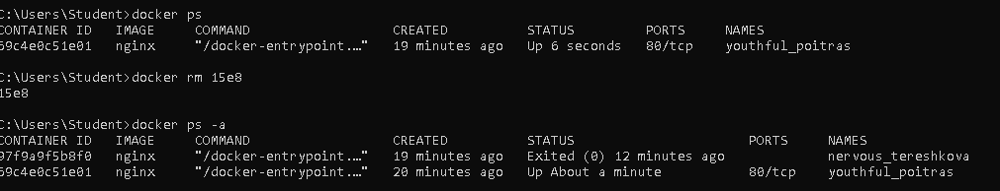 C:\Users\Student>docker ps
CONTAINER ID   IMAGE     COMMAND                  CREATED          STATUS         PORTS     NAMES
69c4e0c51e01   nginx     "/docker-entrypoint.…"   19 minutes ago   Up 6 seconds   80/tcp    youthful_poitras
C:\Users\Student>docker rm 15e8
15e8
C:\Users\Student>docker ps -a
CONTAINER ID   IMAGE     COMMAND                  CREATED          STATUS                      PORTS     NAMES
97f9a9f5b8f0   nginx     "/docker-entrypoint.…"   19 minutes ago   Exited (0) 12 minutes ago             nervous_tereshkova
69c4e0c51e01   nginx     "/docker-entrypoint.…"   20 minutes ago   Up About a minute           80/tcp    youthful_poitras